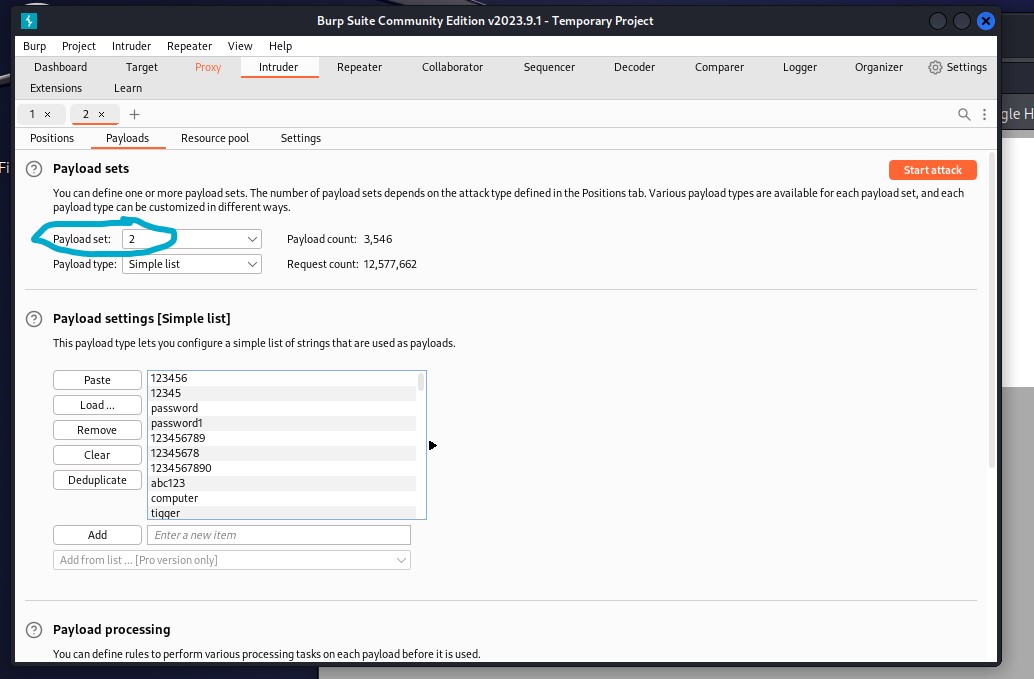 Burp Suite Community Edition v2023.9.1 - Temporary Project
Burp Project Intruder Repeater View Help
Dashboard Target Proxy Intruder Repeater Collaborator Sequencer Decoder Comparer Logger Organizer Settings
Extensions Learn
1 × 2 × +
gle H
Positions Payloads Resource pool Settings
Fi
? Payload sets Start attack
You can define one or more payload sets. The number of payload sets depends on the attack type defined in the Positions tab. Various payload types are available for each payload set, and each
payload type can be customized in different ways.
Payload set: 2 Payload count: 3,546
Payload type: Simple list Request count: 12,577,662
? Payload settings [Simple list]
This payload type lets you configure a simple list of strings that are used as payloads.
Paste
Load ...
Remove
Clear
Deduplicate
123456
12345
password
password1
123456789
12345678
1234567890
abc123
computer
tigger
Add Enter a new item
Add from list ... [Pro version only]
? Payload processing
You can define rules to perform various processing tasks on each payload before it is used.